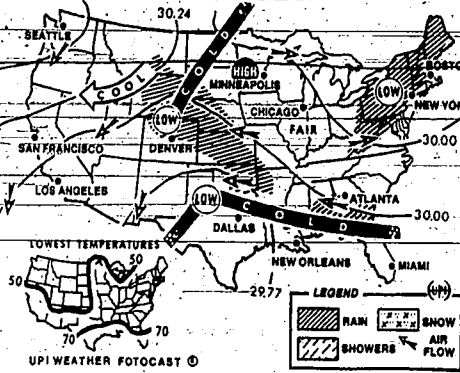 30.24
SEATTLE
COOL
COLD
HIGH
MINNEAPOLIS
LOW
BOSTON
NEW YORK
CHICAGO
FAIR
LOW
DENVER
30.00
SAN FRANCISCO
LOS ANGELES
LOW
COLD
ATLANTA
30.00
DALLAS
NEW ORLEANS
MIAMI
29.77
LOWEST TEMPERATURES
50
50
70
70
UPI WEATHER FOTOCAST ©
LEGEND
(UPI)
RAIN
SNOW
SHOWERS
AIR
FLOW